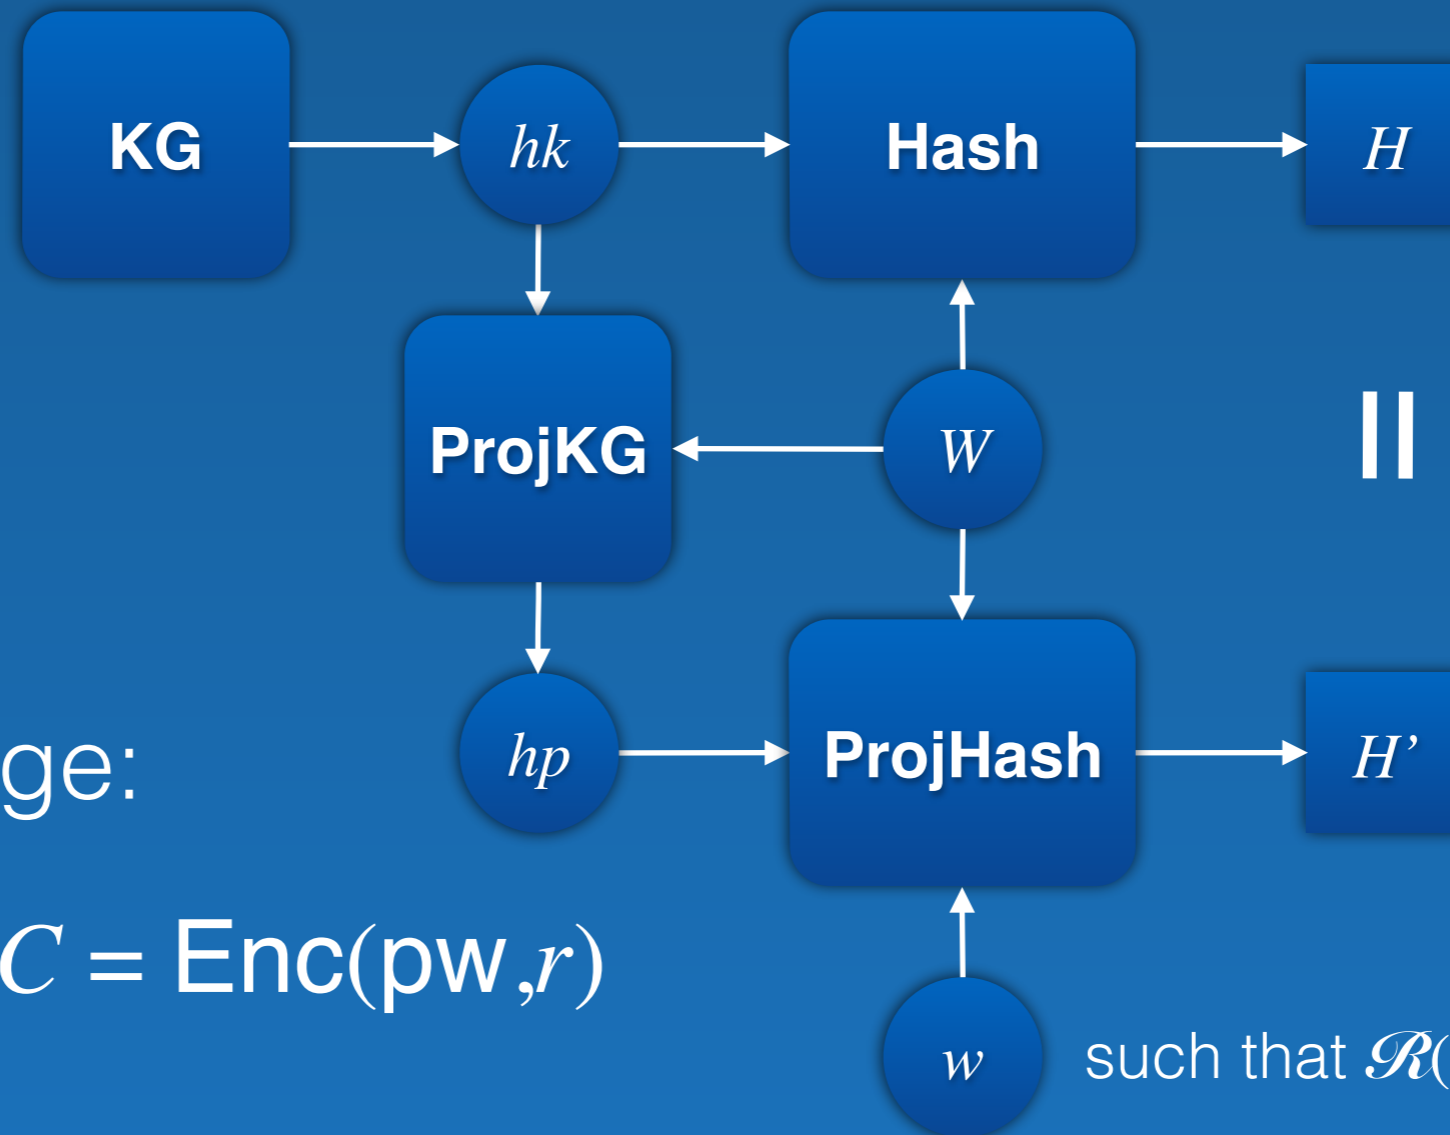 KG
hk
Hash
H
ProjKG
W
=
hp
ProjHash
H’
ge:
C = Enc(pw,r)
w
such that ℛ(